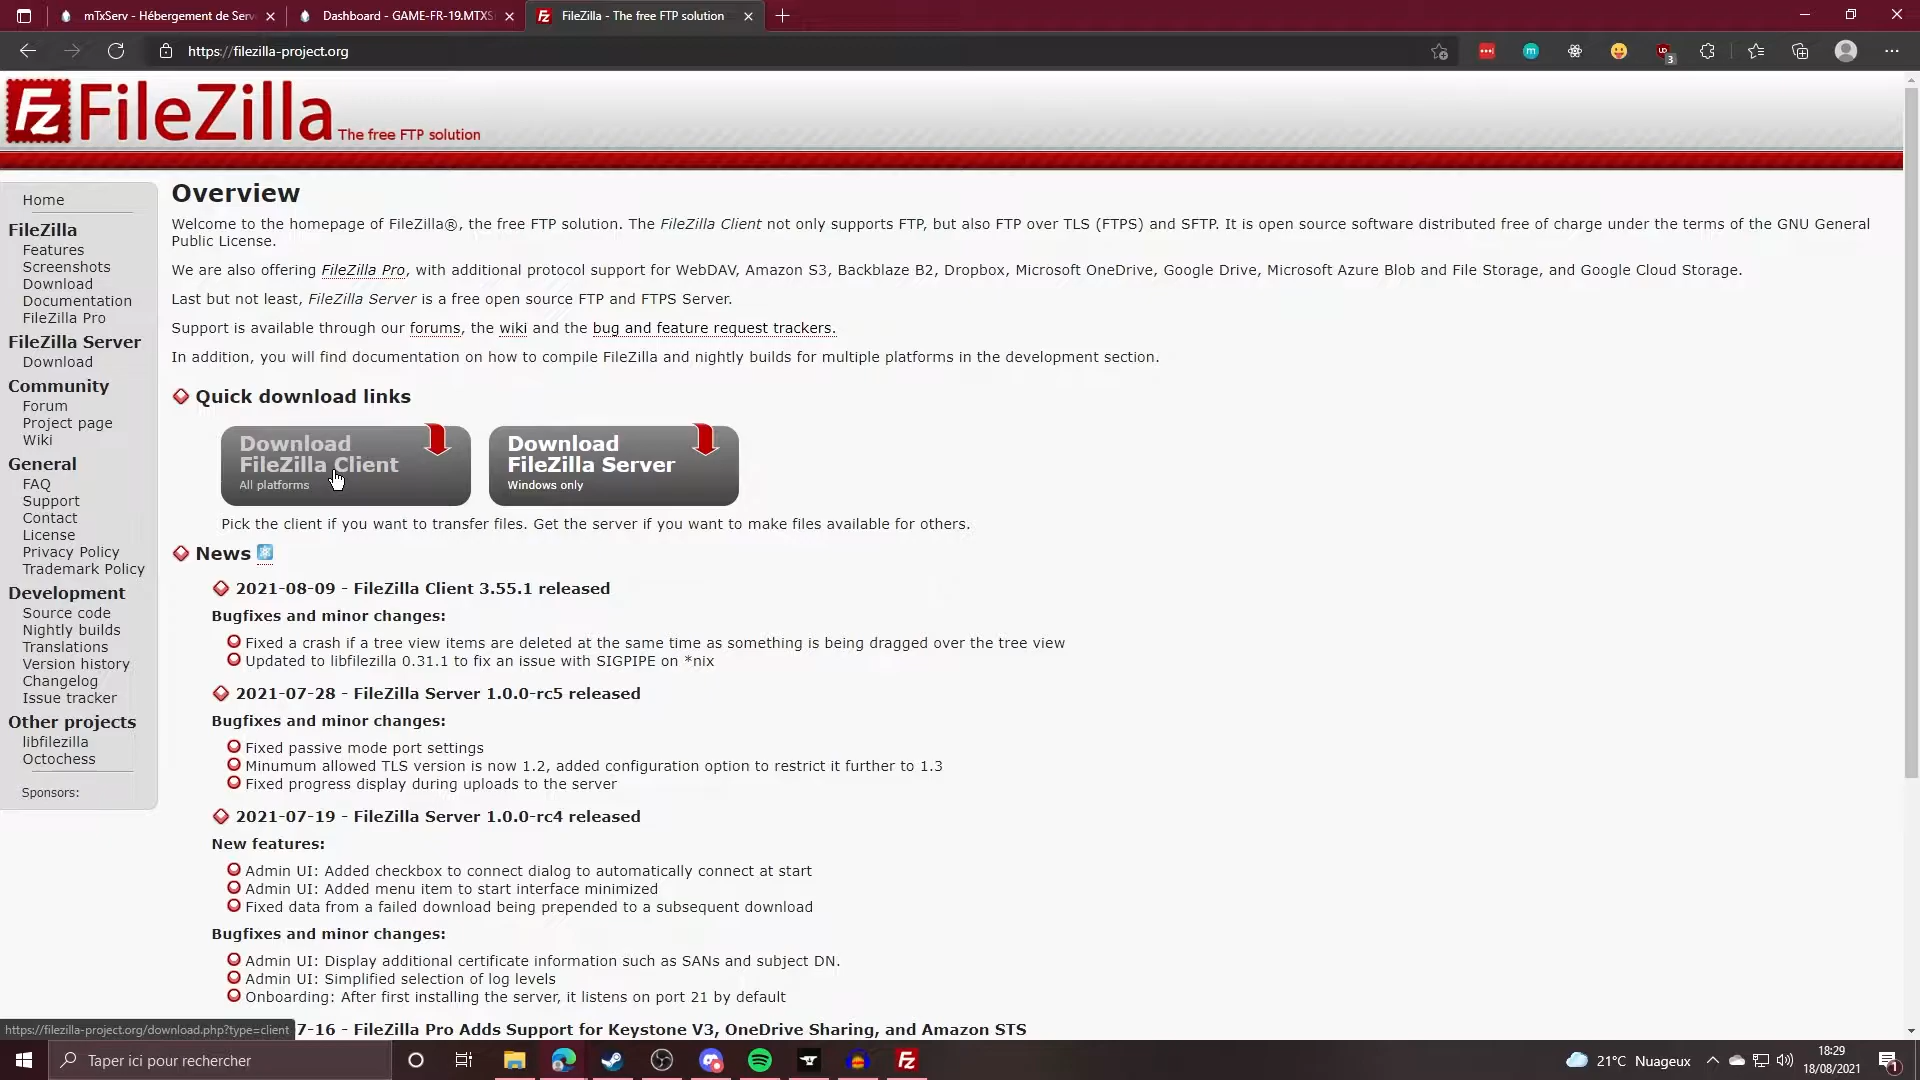 mTxServ - Hébergement de Serv
Dashboard - GAME-FR-19.MTXS
FileZilla - The free FTP solution
https://filezilla-project.org
3
FileZilla The free FTP solution
Home
FileZilla
Features
Screenshots
Download
Documentation
FileZilla Pro
FileZilla Server
Download
Community
Forum
Project page
Wiki
General
FAQ
Support
Contact
License
Privacy Policy
Trademark Policy
Development
Source code
Nightly builds
Translations
Version history
Changelog
Issue tracker
Other projects
libfilezilla
Octochess
Sponsors:
Overview
Welcome to the homepage of FileZilla®, the free FTP solution. The FileZilla Client not only supports FTP, but also FTP over TLS (FTPS) and SFTP. It is open source software distributed free of charge under the terms of the GNU General
Public License.
We are also offering FileZilla Pro, with additional protocol support for WebDAV, Amazon S3, Backblaze B2, Dropbox, Microsoft OneDrive, Google Drive, Microsoft Azure Blob and File Storage, and Google Cloud Storage.
Last but not least, FileZilla Server is a free open source FTP and FTPS Server.
Support is available through our forums, the wiki and the bug and feature request trackers.
In addition, you will find documentation on how to compile FileZilla and nightly builds for multiple platforms in the development section.
Quick download links
Download
FileZilla Client
All platforms
Download
FileZilla Server
Windows only
Pick the client if you want to transfer files. Get the server if you want to make files available for others.
News
2021-08-09 - FileZilla Client 3.55.1 released
Bugfixes and minor changes:
Fixed a crash if a tree view items are deleted at the same time as something is being dragged over the tree view
Updated to libfilezilla 0.31.1 to fix an issue with SIGPIPE on *nix
2021-07-28 - FileZilla Server 1.0.0-rc5 released
Bugfixes and minor changes:
Fixed passive mode port settings
Minumum allowed TLS version is now 1.2, added configuration option to restrict it further to 1.3
Fixed progress display during uploads to the server
2021-07-19 - FileZilla Server 1.0.0-rc4 released
New features:
Admin UI: Added checkbox to connect dialog to automatically connect at start
Admin UI: Added menu item to start interface minimized
Fixed data from a failed download being prepended to a subsequent download
Bugfixes and minor changes:
Admin UI: Display additional certificate information such as SANs and subject DN.
Admin UI: Simplified selection of log levels
Onboarding: After first installing the server, it listens on port 21 by default
7-16 - FileZilla Pro Adds Support for Keystone V3, OneDrive Sharing, and Amazon STS
https://filezilla-project.org/download.php?type=client
Taper ici pour rechercher
21°C Nuageux
18:29
18/08/2021
1